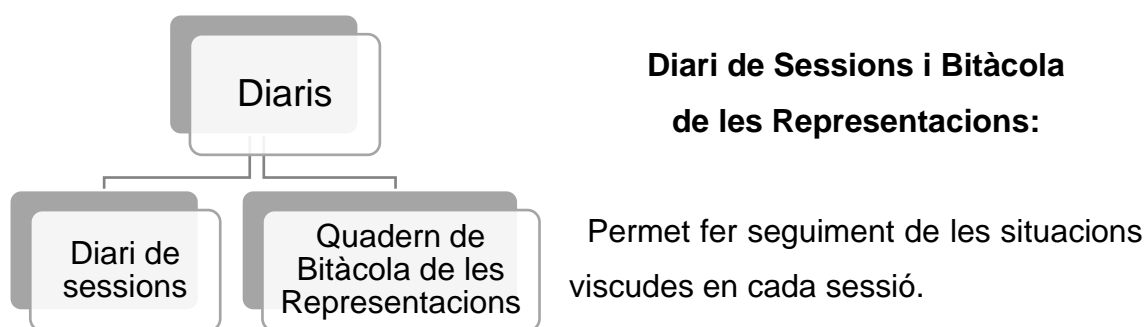 Diaris
Diari de
sessions
Quadern de
Bitàcola de les
Representacions
Diari de Sessions i Bitàcola
de les Representacions:
Permet fer seguiment de les situacions
viscudes en cada sessió.